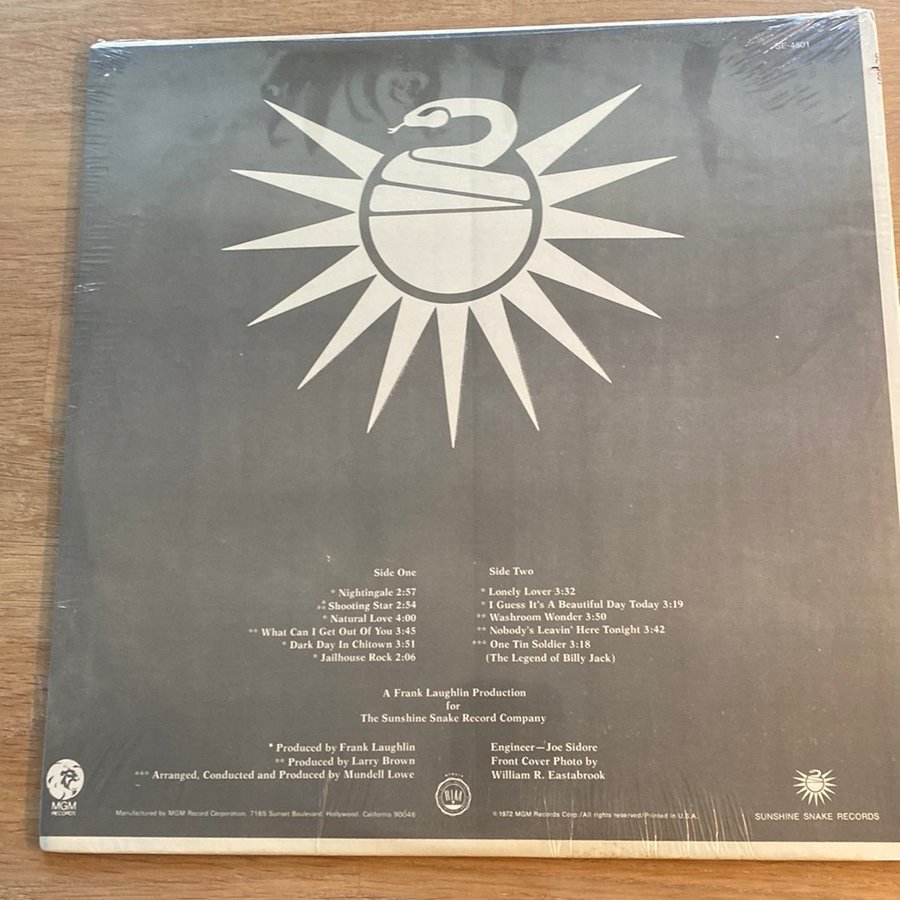 SE-4801
Side One
* Nightingale 2:57
** Shooting Star 2:54
* Natural Love 4:00
** What Can I Get Out Of You 3:45
* Dark Day In Chitown 3:51
* Jailhouse Rock 2:06
Side Two
* Lonely Lover 3:32
* I Guess It's A Beautiful Day Today 3:19
** Washroom Wonder 3:50
** Nobody's Leavin' Here Tonight 3:42
*** One Tin Soldier 3:18
(The Legend of Billy Jack)
A Frank Laughlin Production
for
The Sunshine Snake Record Company
* Produced by Frank Laughlin
** Produced by Larry Brown
*** Arranged, Conducted and Produced by Mundell Lowe
Engineer—Joe Sidore
Front Cover Photo by
William R. Eastabrook
MGM
RECORDS
Manufactured by MGM Record Corporation, 7165 Sunset Boulevard, Hollywood, California 90046
© 1972 MGM Records Corp./All rights reserved/Printed in U.S.A.
SUNSHINE SNAKE RECORDS